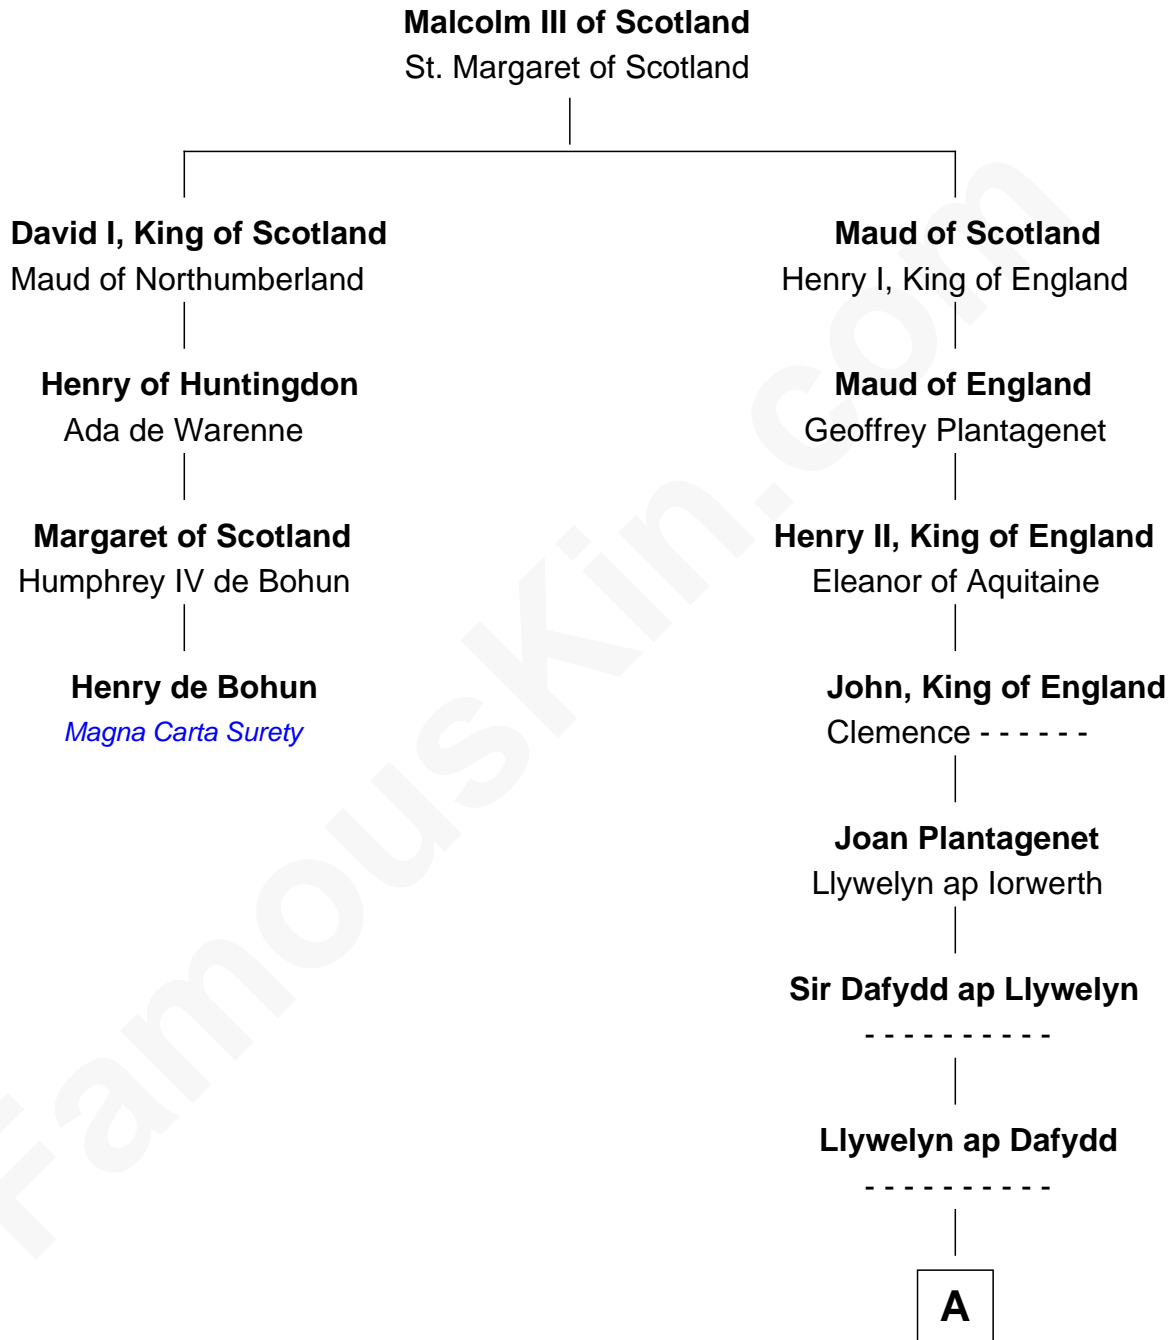 Malcolm III of Scotland
St. Margaret of Scotland
David I, King of Scotland
Maud of Northumberland
Maud of Scotland
Henry I, King of England
Henry of Huntingdon
Ada de Warenne
Maud of England
Geoffrey Plantagenet
Margaret of Scotland
Humphrey IV de Bohun
Henry II, King of England
Eleanor of Aquitaine
Henry de Bohun
Magna Carta Surety
John, King of England
Clemence - - - - - -
Joan Plantagenet
Llywelyn ap Iorwerth
Sir Dafydd ap Llywelyn
- - - - - - - - - -
Llywelyn ap Dafydd
- - - - - - - - - -
A
FamousKin.com